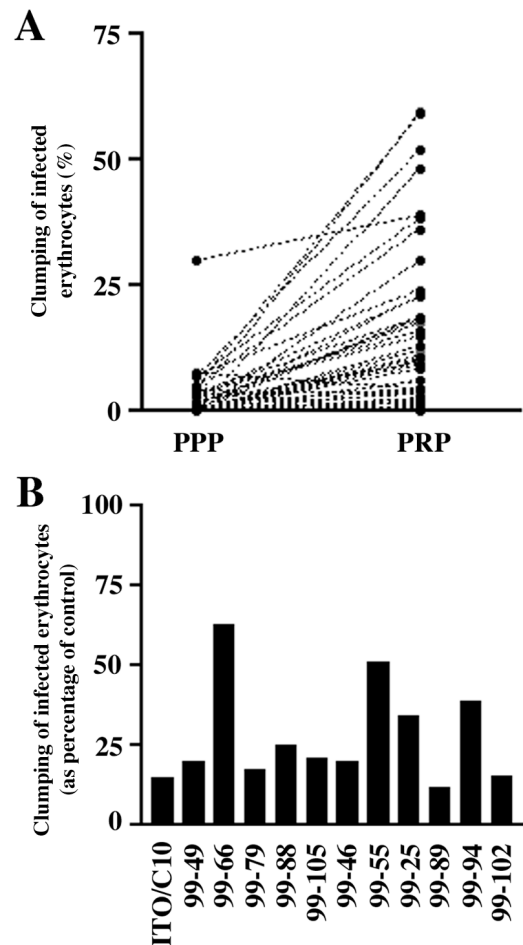 A
75
50
25
0
Clumping of infected
erythrocytes (%)
PPP
PRP
B
100
75
50
25
0
Clumping of infected erythrocytes
(as percentage of control)
ITO/C10
99-49
99-66
99-79
99-88
99-105
99-46
99-55
99-25
99-89
99-94
99-102